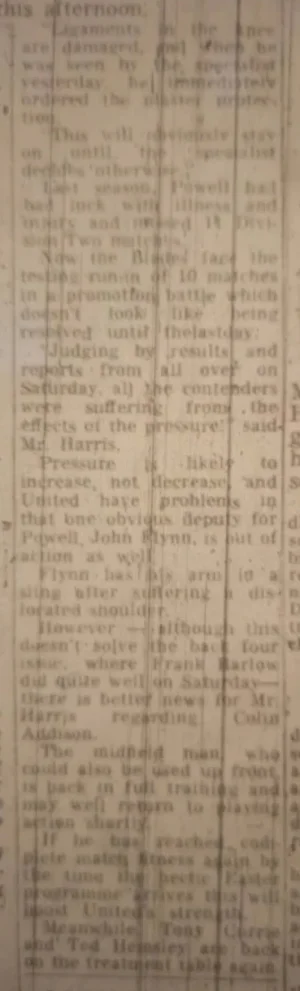 this afternoon.
Ligaments in the knee
are damaged, and when he
was seen by the specialist
yesterday he immediately
ordered the plaster protec-
tion.
"This will obviously stay
on until the specialist
decides otherwise."
Last season, Powell had
bad luck with illness and
injury and missed 11 Divi-
sion Two matches.
Now the Blades face the
testing run-in of 10 matches
in a promotion battle which
doesn't look like being
resolved until thelastday.
"Judging by results and
reports from all over on
Saturday, all the contenders
were suffering from the
effects of the pressure" said
Mr. Harris.
Pressure is likely to
increase, not decrease, and
United have problems in
that one obvious deputy for
Powell, John Flynn, is out of
action as well.
Flynn has his arm in a
sling after suffering a dis-
located shoulder.
However — although this
doesn't solve the back four
issue, where Frank Barlow
did quite well on Saturday—
there is better news for Mr.
Harris regarding Colin
Addison.
The midfield man, who
could also be used up front,
is back in full training and
may well return to playing
action shortly.
If he has reached com-
plete match fitness again by
the time the hectic Easter
programme arrives this will
boost United's strength.
Meanwhile, Tony Currie
and Ted Hemsley are back
on the treatment table again.